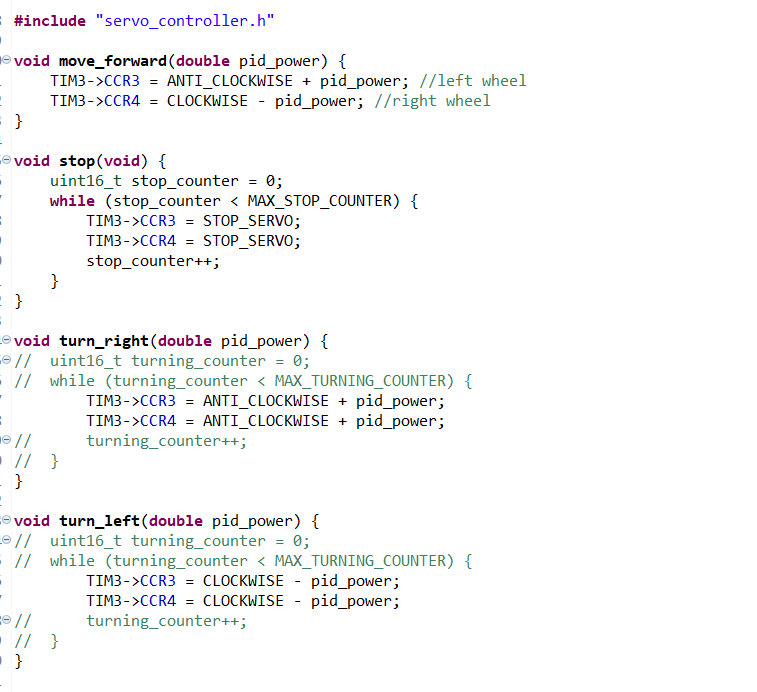 #include "servo_controller.h"
void move_forward(double pid_power) {
    TIM3->CCR3 = ANTI_CLOCKWISE + pid_power; //left wheel
    TIM3->CCR4 = CLOCKWISE - pid_power; //right wheel
}
void stop(void) {
    uint16_t stop_counter = 0;
    while (stop_counter < MAX_STOP_COUNTER) {
        TIM3->CCR3 = STOP_SERVO;
        TIM3->CCR4 = STOP_SERVO;
        stop_counter++;
    }
}
void turn_right(double pid_power) {
//  uint16_t turning_counter = 0;
//  while (turning_counter < MAX_TURNING_COUNTER) {
        TIM3->CCR3 = ANTI_CLOCKWISE + pid_power;
        TIM3->CCR4 = ANTI_CLOCKWISE + pid_power;
//      turning_counter++;
//  }
}
void turn_left(double pid_power) {
//  uint16_t turning_counter = 0;
//  while (turning_counter < MAX_TURNING_COUNTER) {
        TIM3->CCR3 = CLOCKWISE - pid_power;
        TIM3->CCR4 = CLOCKWISE - pid_power;
//      turning_counter++;
//  }
}